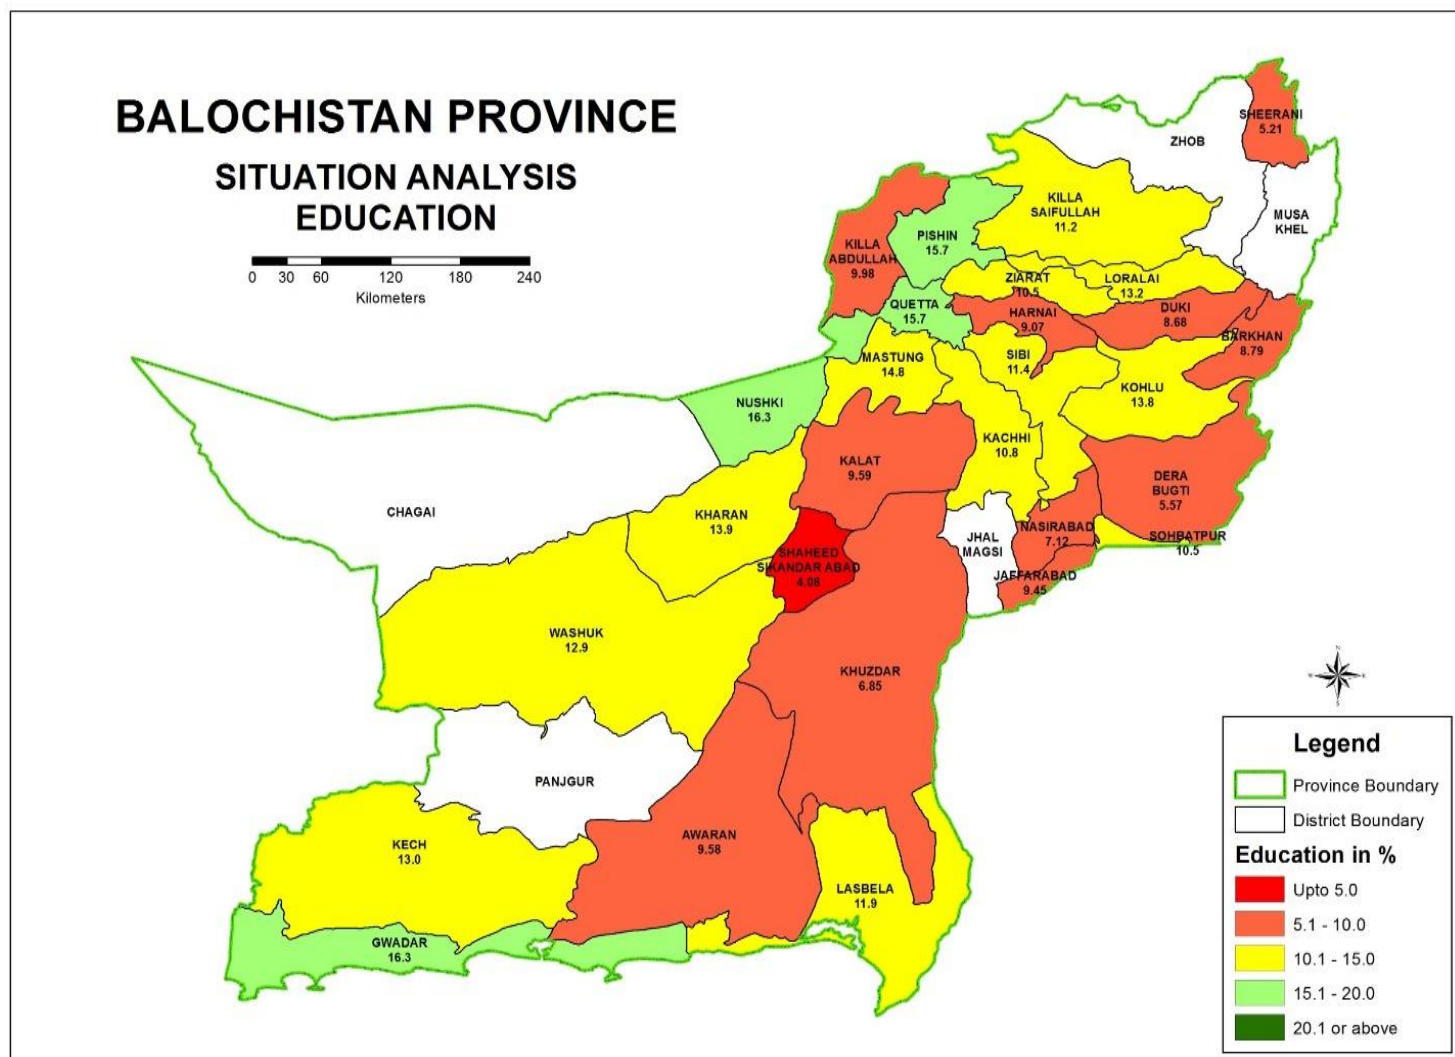 BALOCHISTAN PROVINCE
SITUATION ANALYSIS
EDUCATION
0 30 60 120 180 240
Kilometers
SHEERANI
5.21
ZHOB
MUSA
KHEL
KILLA
SAIFULLAH
11.2
PISHIN
15.7
KILLA
ABDULLAH
9.98
ZIARAT
10.5
LORALAI
13.2
QUETTA
15.7
HARNAI
9.07
DUKI
8.68
BARKHAN
8.79
MASTUNG
14.8
SIBI
11.4
KOHLU
13.8
NUSHKI
16.3
KACHHI
10.8
KALAT
9.59
DERA
BUGTI
5.57
CHAGAI
KHARAN
13.9
NASIRABAD
7.12
SOHBATPUR
10.5
JHAL
MAGSI
SHAHEED
SIKANDAR ABAD
4.08
JAFFARABAD
9.45
WASHUK
12.9
KHUZDAR
6.85
PANJGUR
AWARAN
9.58
KECH
13.0
LASBELA
11.9
GWADAR
16.3
N
W E
S
Legend
Province Boundary
District Boundary
Education in %
Upto 5.0
5.1 - 10.0
10.1 - 15.0
15.1 - 20.0
20.1 or above